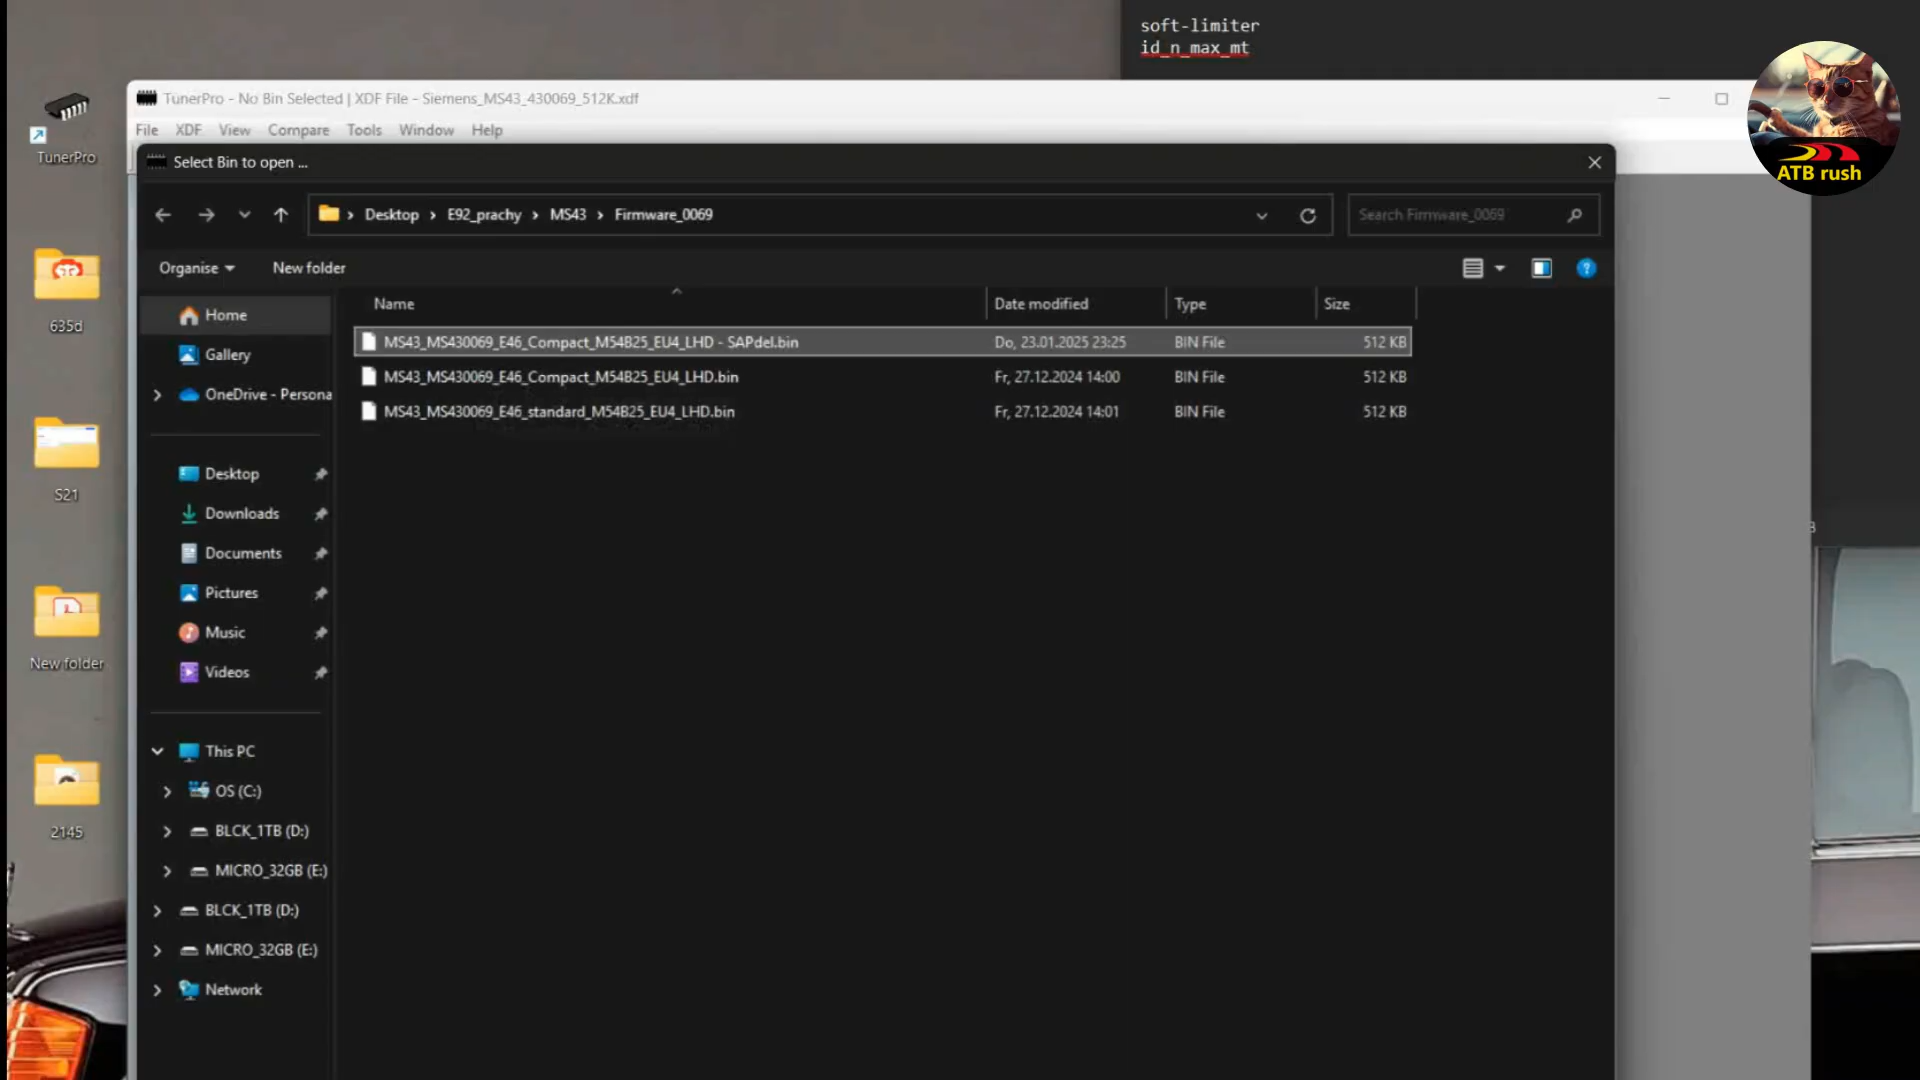 soft-limiter
id_n_max_mt
ATB rush
TunerPro - No Bin Selected | XDF File - Siemens_MS43_430069_512K.xdf
File XDF View Compare Tools Window Help
Select Bin to open ...
Desktop > E92_prachy > MS43 > Firmware_0069
Search Firmware_0069
Organise New folder
Name Date modified Type Size
MS43_MS430069_E46_Compact_M54B25_EU4_LHD - SAPdel.bin Do, 23.01.2025 23:25 BIN File 512 KB
MS43_MS430069_E46_Compact_M54B25_EU4_LHD.bin Fr, 27.12.2024 14:00 BIN File 512 KB
MS43_MS430069_E46_standard_M54B25_EU4_LHD.bin Fr, 27.12.2024 14:01 BIN File 512 KB
Home
Gallery
OneDrive - Persona
Desktop
Downloads
Documents
Pictures
Music
Videos
This PC
OS (C:)
BLCK_1TB (D:)
MICRO_32GB (E:)
BLCK_1TB (D:)
MICRO_32GB (E:)
Network
TunerPro
635d
S21
New folder
2145